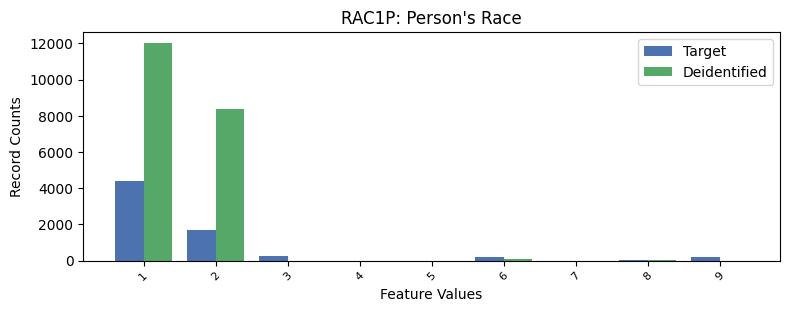 RAC1P: Person's Race
Target
Deidentified
Record Counts
12000
10000
8000
6000
4000
2000
0
1 2 3 4 5 6 7 8 9
Feature Values